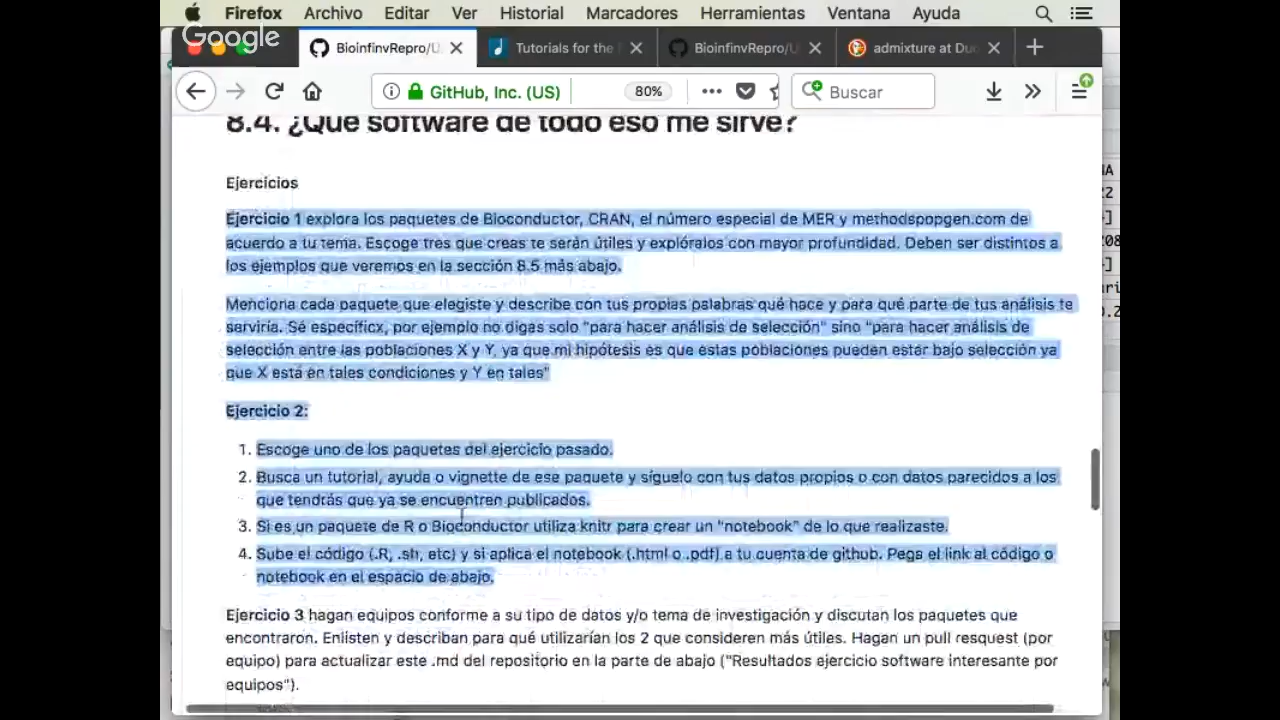 Firefox Archivo Editar Ver Historial Marcadores Herramientas Ventana Ayuda
Google
BioinfinvRepro/U Tutorials for the BioinfinvRepro/U admixture at Du
GitHub, Inc. (US) 80% Buscar
8.4. ¿Qué software de todo eso me sirve?
Ejercicios
Ejercicio 1 explora los paquetes de Bioconductor, CRAN, el número especial de MER y methodspopgen.com de
acuerdo a tu tema. Escoge tres que creas te serán útiles y explóralos con mayor profundidad. Deben ser distintos a
los ejemplos que veremos en la sección 8.5 más abajo.
Menciona cada paquete que elegiste y describe con tus propias palabras qué hace y para qué parte de tus análisis te
serviría. Sé específicx, por ejemplo no digas solo "para hacer análisis de selección" sino "para hacer análisis de
selección entre las poblaciones X y Y, ya que mi hipótesis es que estas poblaciones pueden estar bajo selección ya
que X está en tales condiciones y Y en tales"
Ejercicio 2:
1. Escoge uno de los paquetes del ejercicio pasado.
2. Busca un tutorial, ayuda o vignette de ese paquete y síguelo con tus datos propios o con datos parecidos a los
que tendrás que ya se encuentren publicados.
3. Si es un paquete de R o Bioconductor utiliza knitr para crear un "notebook" de lo que realizaste.
4. Sube el código (.R, .sh, etc) y si aplica el notebook (.html o .pdf) a tu cuenta de github. Pega el link al código o
notebook en el espacio de abajo.
Ejercicio 3 hagan equipos conforme a su tipo de datos y/o tema de investigación y discutan los paquetes que
encontraron. Enlisten y describan para qué utilizarían los 2 que consideren más útiles. Hagan un pull resquest (por
equipo) para actualizar este .md del repositorio en la parte de abajo ("Resultados ejercicio software interesante por
equipos").